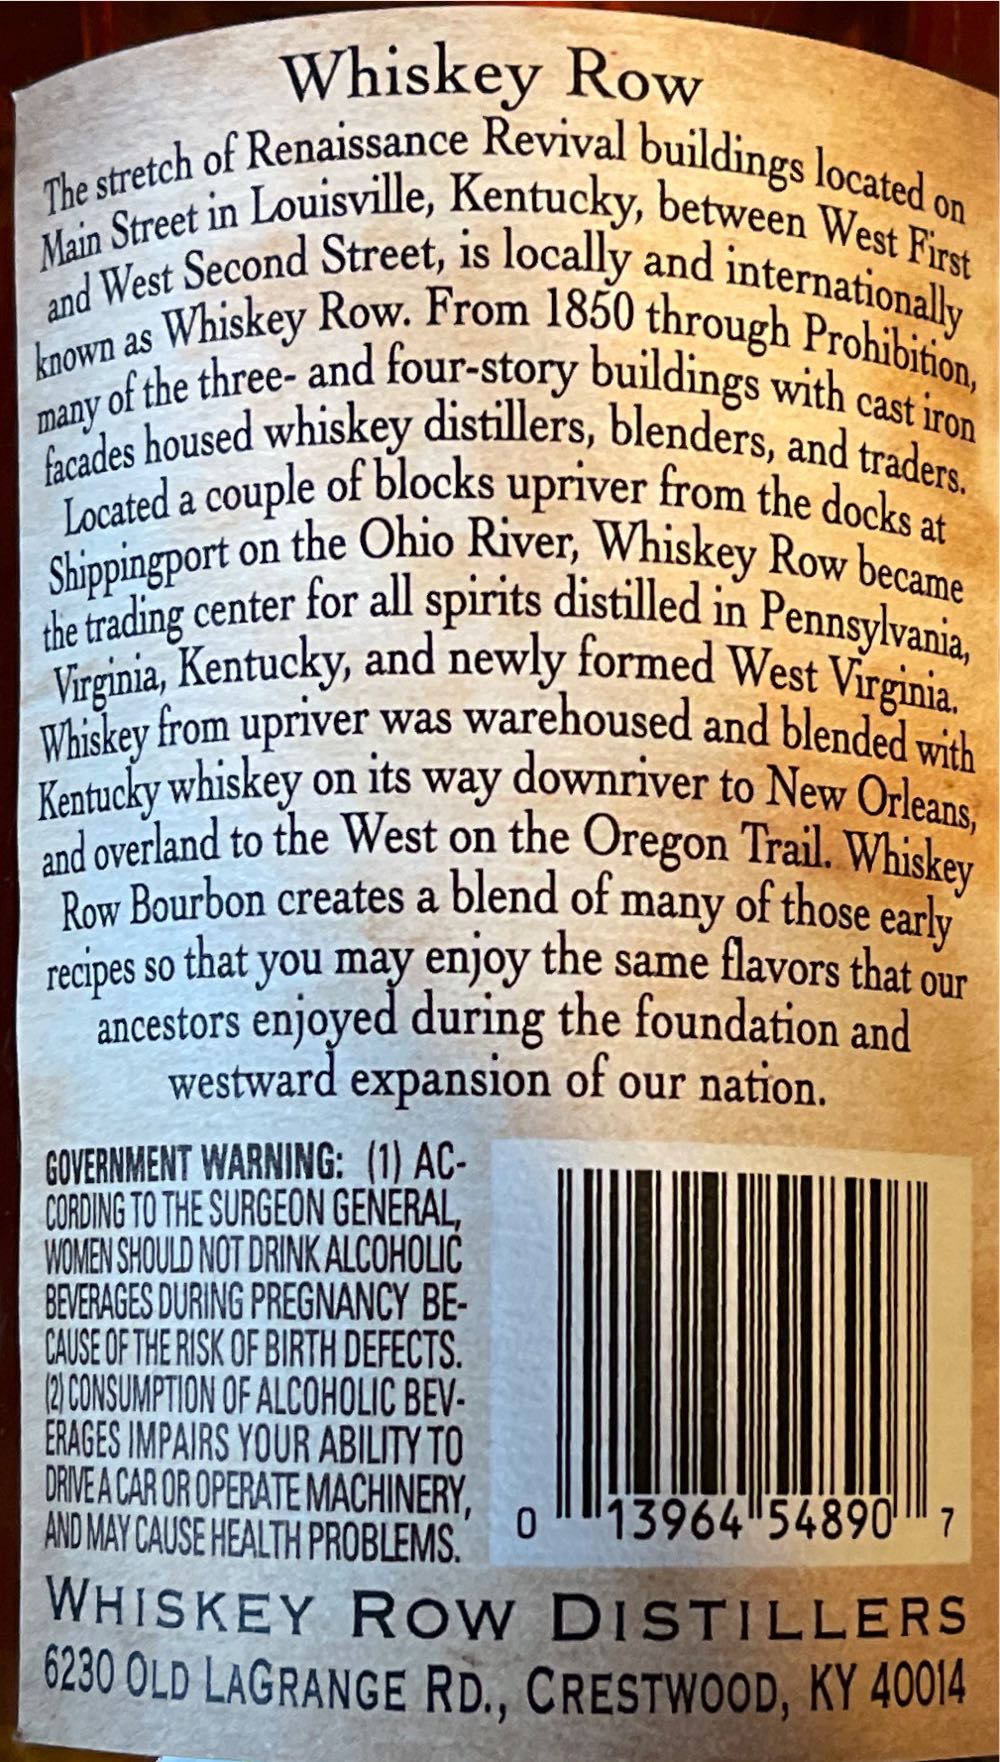 Whiskey Row
The stretch of Renaissance Revival buildings located on
Main Street in Louisville, Kentucky, between West First
and West Second Street, is locally and internationally
known as Whiskey Row. From 1850 through Prohibition,
many of the three- and four-story buildings with cast iron
facades housed whiskey distillers, blenders, and traders.
Located a couple of blocks upriver from the docks at
Shippingport on the Ohio River, Whiskey Row became
the trading center for all spirits distilled in Pennsylvania,
Virginia, Kentucky, and newly formed West Virginia.
Whiskey from upriver was warehoused and blended with
Kentucky whiskey on its way downriver to New Orleans,
and overland to the West on the Oregon Trail. Whiskey
Row Bourbon creates a blend of many of those early
recipes so that you may enjoy the same flavors that our
ancestors enjoyed during the foundation and
westward expansion of our nation.
GOVERNMENT WARNING: (1) AC-
CORDING TO THE SURGEON GENERAL,
WOMEN SHOULD NOT DRINK ALCOHOLIC
BEVERAGES DURING PREGNANCY BE-
CAUSE OF THE RISK OF BIRTH DEFECTS.
(2) CONSUMPTION OF ALCOHOLIC BEV-
ERAGES IMPAIRS YOUR ABILITY TO
DRIVE A CAR OR OPERATE MACHINERY,
AND MAY CAUSE HEALTH PROBLEMS.
0 13964 54890 7
WHISKEY ROW DISTILLERS
6230 OLD LAGRANGE RD., CRESTWOOD, KY 40014